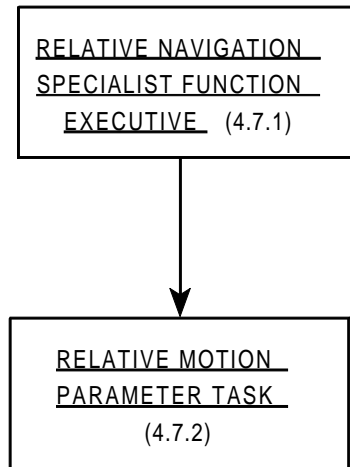 RELATIVE NAVIGATION
SPECIALIST FUNCTION
EXECUTIVE (4.7.1)
RELATIVE MOTION
PARAMETER TASK
(4.7.2)